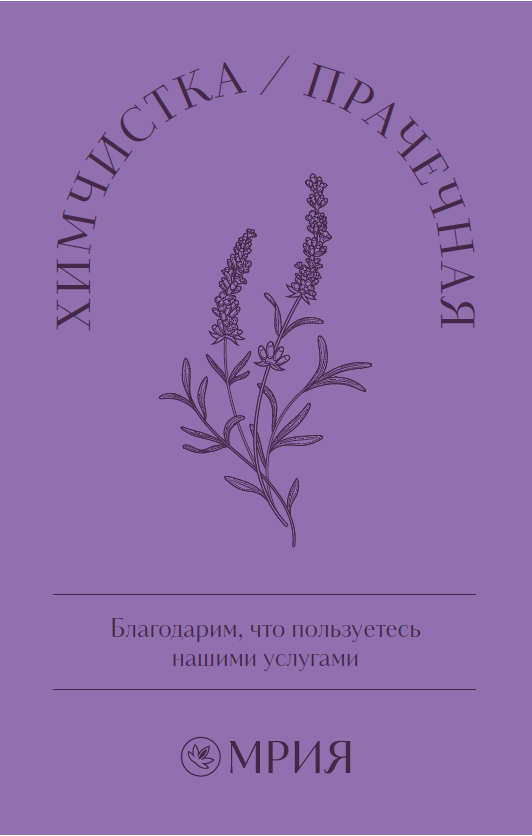 ХИМЧИСТКА / ПРАЧЕЧНАЯ
Благодарим, что пользуетесь
нашими услугами
МРИЯ